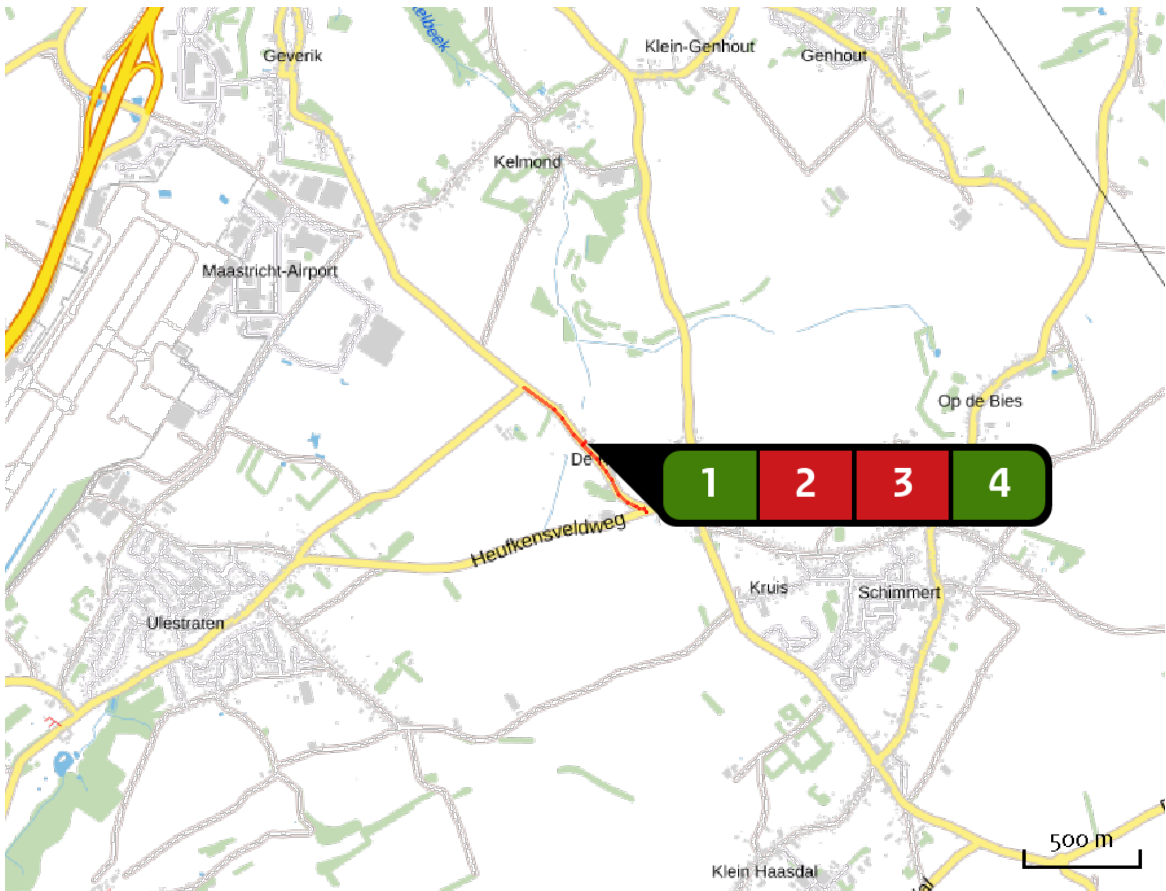 Geverik
Klein-Genhout
Genhout
Kelmond
Maastricht-Airport
Op de Bies
1 2 3 4
Heufkensveldweg
Kruis
Schimmert
Ulestraten
500 m
Klein Haasdal